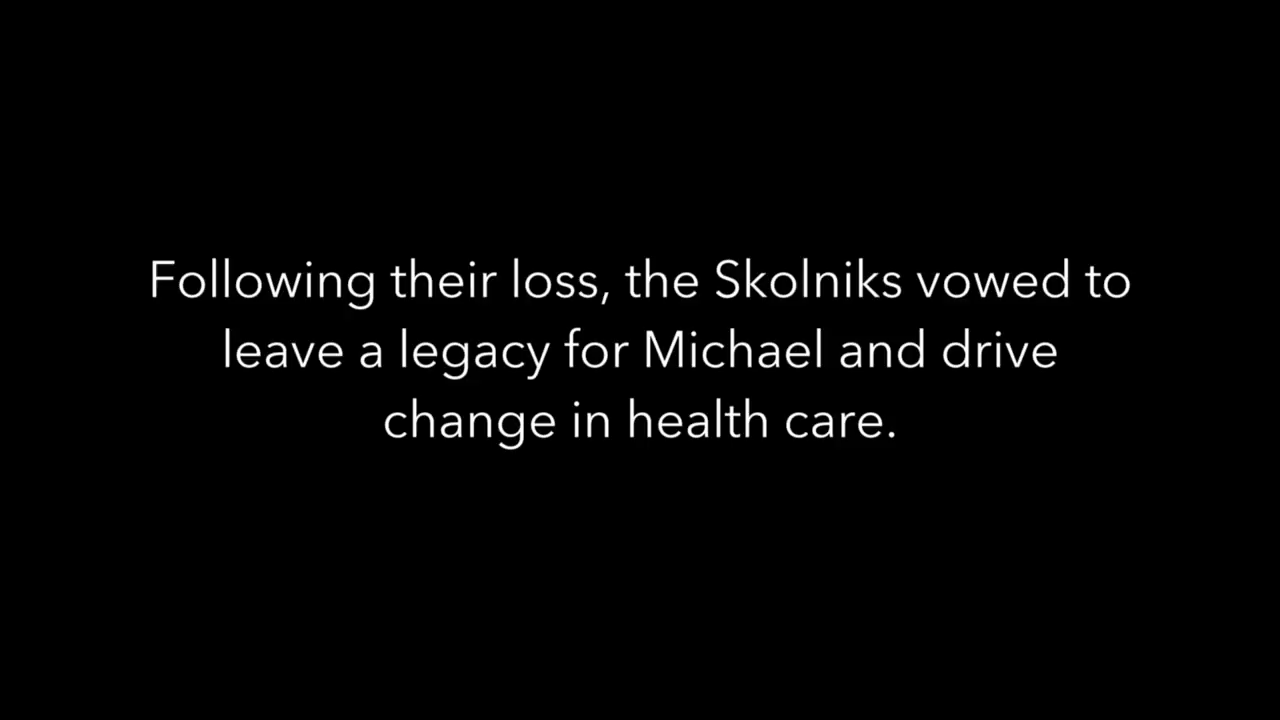 Following their loss, the Skolniks vowed to
leave a legacy for Michael and drive
change in health care.